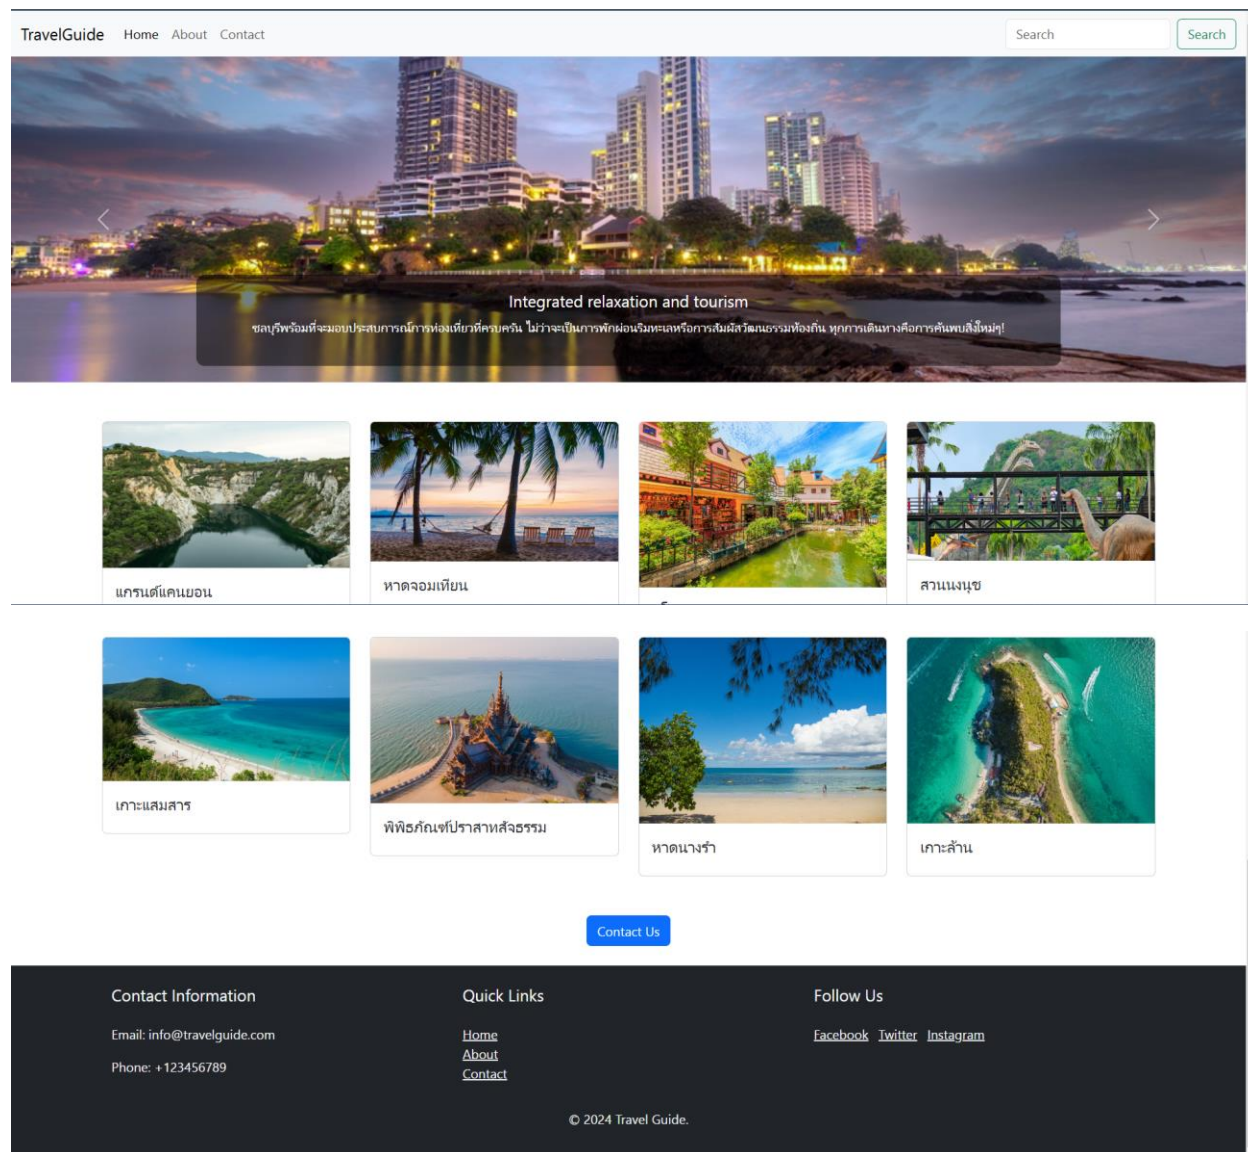 TravelGuide Home About Contact Search Search
Integrated relaxation and tourism
ชลบุรีพร้อมที่จะมอบประสบการณ์การท่องเที่ยวที่ครบครัน ไม่ว่าจะเป็นการพักผ่อนริมทะเลหรือการสัมผัสวัฒนธรรมท้องถิ่น ทุกการเดินทางคือการค้นพบสิ่งใหม่ๆ!
แกรนด์แคนยอน
หาดจอมเทียน
สวนนงนุช
เกาะแสมสาร
พิพิธภัณฑ์ปราสาทสัจธรรม
หาดนางรำ
เกาะล้าน
Contact Us
Contact Information
Email: info@travelguide.com
Phone: +123456789
Quick Links
Home
About
Contact
Follow Us
Facebook Twitter Instagram
© 2024 Travel Guide.